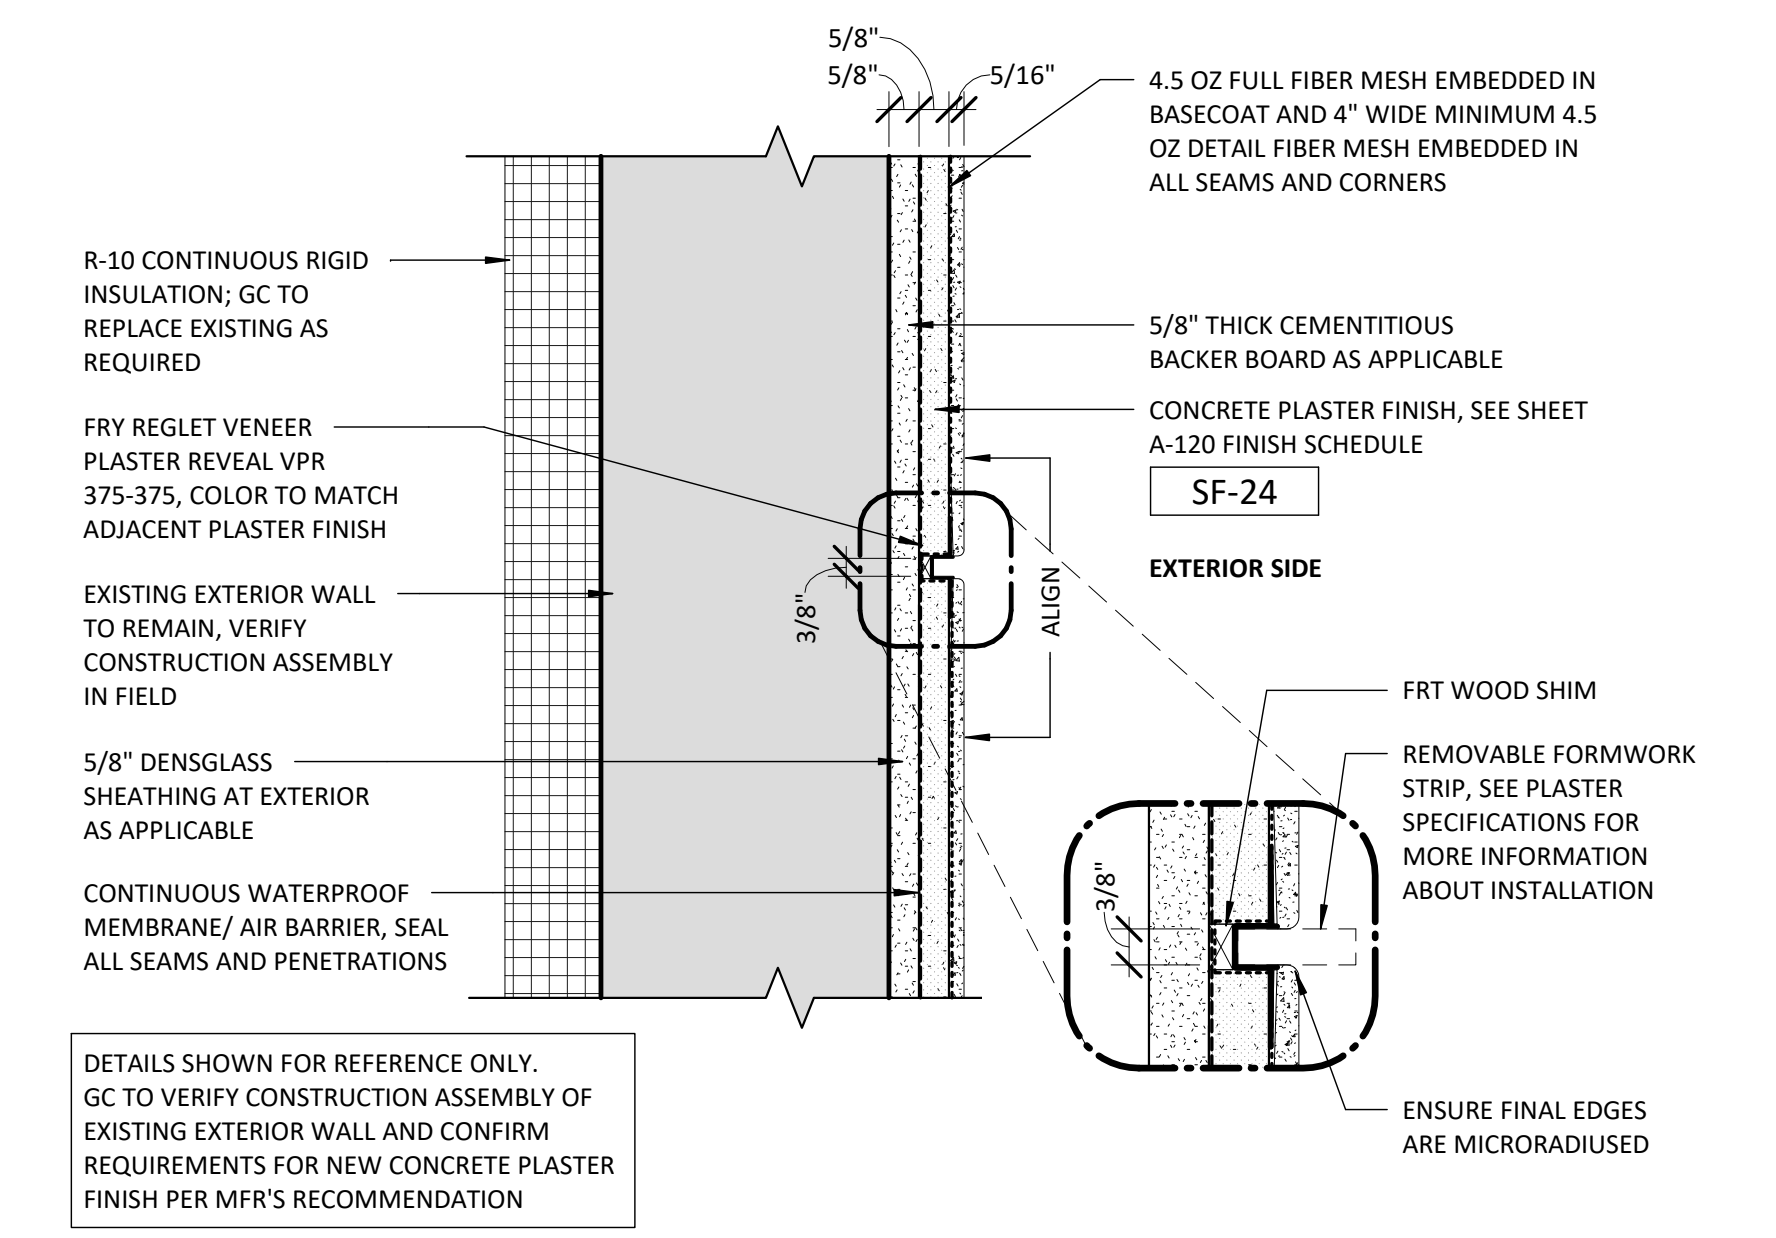 5/8"
5/8"
5/16"
4.5 OZ FULL FIBER MESH EMBEDDED IN
BASECOAT AND 4" WIDE MINIMUM 4.5
OZ DETAIL FIBER MESH EMBEDDED IN
ALL SEAMS AND CORNERS
R-10 CONTINUOUS RIGID
INSULATION; GC TO
REPLACE EXISTING AS
REQUIRED
5/8" THICK CEMENTITIOUS
BACKER BOARD AS APPLICABLE
CONCRETE PLASTER FINISH, SEE SHEET
A-120 FINISH SCHEDULE
SF-24
EXTERIOR SIDE
FRY REGLET VENEER
PLASTER REVEAL VPR
375-375, COLOR TO MATCH
ADJACENT PLASTER FINISH
3/8"
ALIGN
EXISTING EXTERIOR WALL
TO REMAIN, VERIFY
CONSTRUCTION ASSEMBLY
IN FIELD
5/8" DENSGLASS
SHEATHING AT EXTERIOR
AS APPLICABLE
CONTINUOUS WATERPROOF
MEMBRANE/ AIR BARRIER, SEAL
ALL SEAMS AND PENETRATIONS
FRT WOOD SHIM
REMOVABLE FORMWORK
STRIP, SEE PLASTER
SPECIFICATIONS FOR
MORE INFORMATION
ABOUT INSTALLATION
3/8"
ENSURE FINAL EDGES
ARE MICRORADIUSED
DETAILS SHOWN FOR REFERENCE ONLY.
GC TO VERIFY CONSTRUCTION ASSEMBLY OF
EXISTING EXTERIOR WALL AND CONFIRM
REQUIREMENTS FOR NEW CONCRETE PLASTER
FINISH PER MFR'S RECOMMENDATION